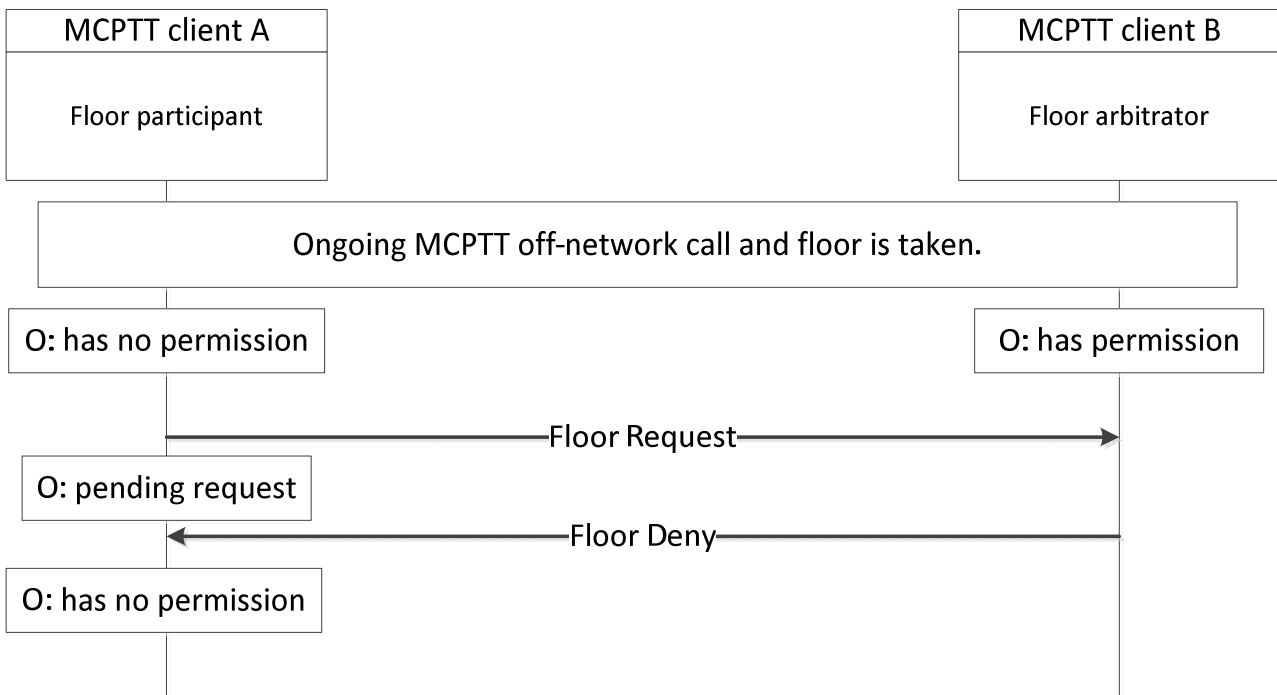 MCPTT client A
MCPTT client B
Floor participant
Floor arbitrator
Ongoing MCPTT off-network call and floor is taken.
O: has no permission
O: has permission
Floor Request
O: pending request
Floor Deny
O: has no permission